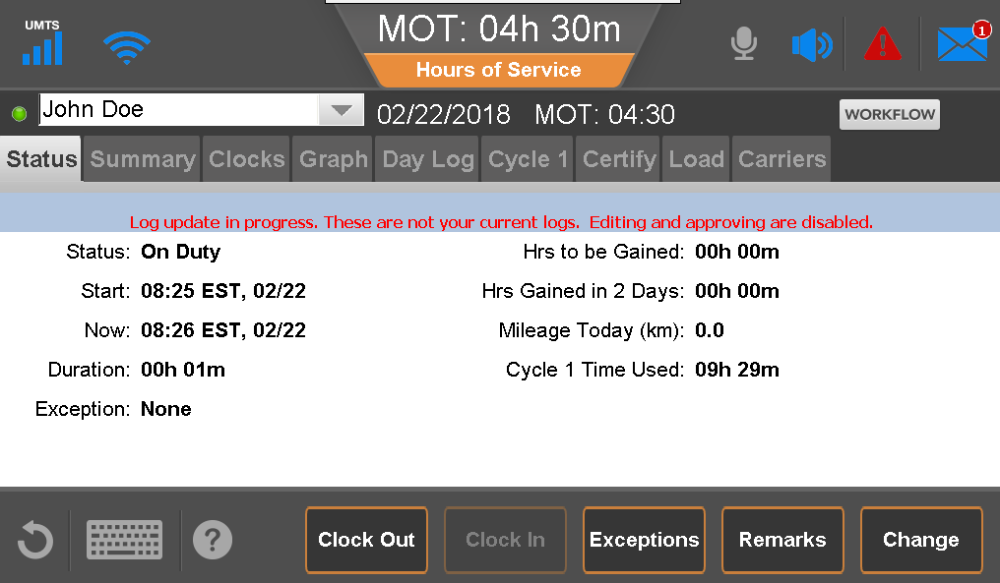 UMTS
MOT: 04h 30m
1
Hours of Service
John Doe
02/22/2018 MOT: 04:30
WORKFLOW
Status Summary Clocks Graph Day Log Cycle 1 Certify Load Carriers
Log update in progress. These are not your current logs. Editing and approving are disabled.
Status: On Duty
Hrs to be Gained: 00h 00m
Start: 08:25 EST, 02/22
Hrs Gained in 2 Days: 00h 00m
Now: 08:26 EST, 02/22
Mileage Today (km): 0.0
Duration: 00h 01m
Cycle 1 Time Used: 09h 29m
Exception: None
?
Clock Out
Clock In
Exceptions
Remarks
Change